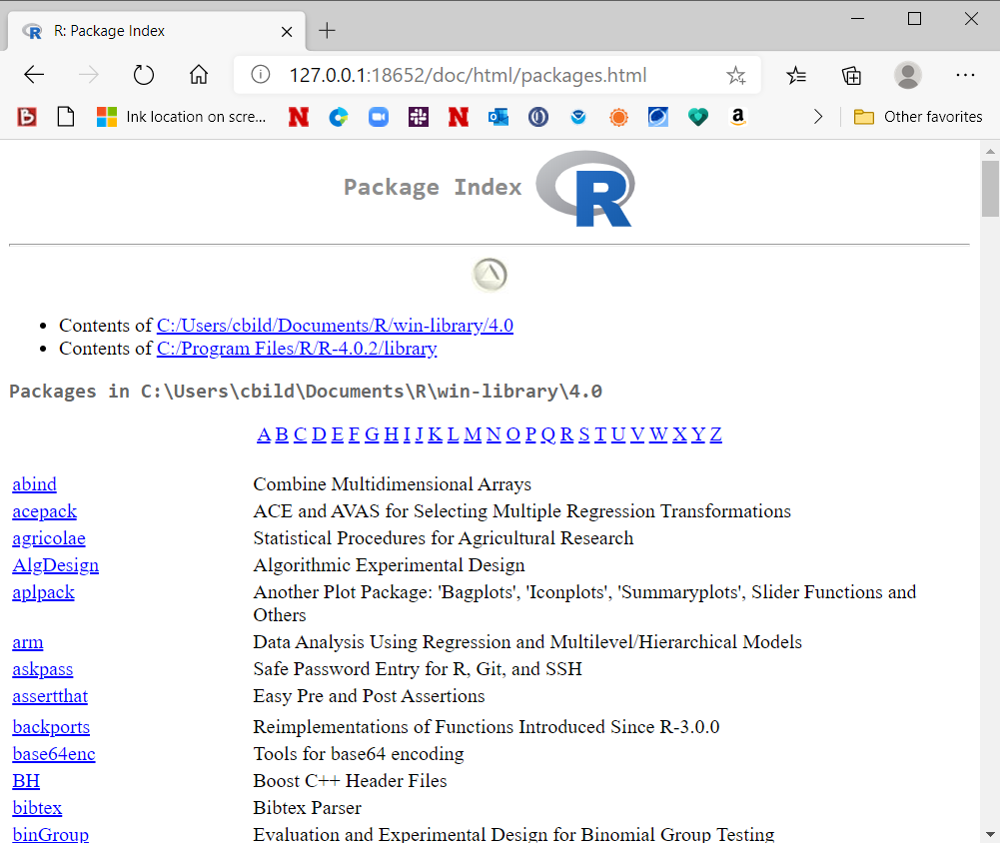 R: Package Index
127.0.0.1:18652/doc/html/packages.html
Ink location on scre...
Other favorites
Package Index R
Contents of C:/Users/cbild/Documents/R/win-library/4.0
Contents of C:/Program Files/R/R-4.0.2/library
Packages in C:\Users\cbild\Documents\R\win-library\4.0
A B C D E F G H I J K L M N O P Q R S T U V W X Y Z
abind Combine Multidimensional Arrays
acepack ACE and AVAS for Selecting Multiple Regression Transformations
agricolae Statistical Procedures for Agricultural Research
AlgDesign Algorithmic Experimental Design
aplpack Another Plot Package: 'Bagplots', 'Iconplots', 'Summaryplots', Slider Functions and
Others
arm Data Analysis Using Regression and Multilevel/Hierarchical Models
askpass Safe Password Entry for R, Git, and SSH
assertthat Easy Pre and Post Assertions
backports Reimplementations of Functions Introduced Since R-3.0.0
base64enc Tools for base64 encoding
BH Boost C++ Header Files
bibtex Bibtex Parser
binGroup Evaluation and Experimental Design for Binomial Group Testing